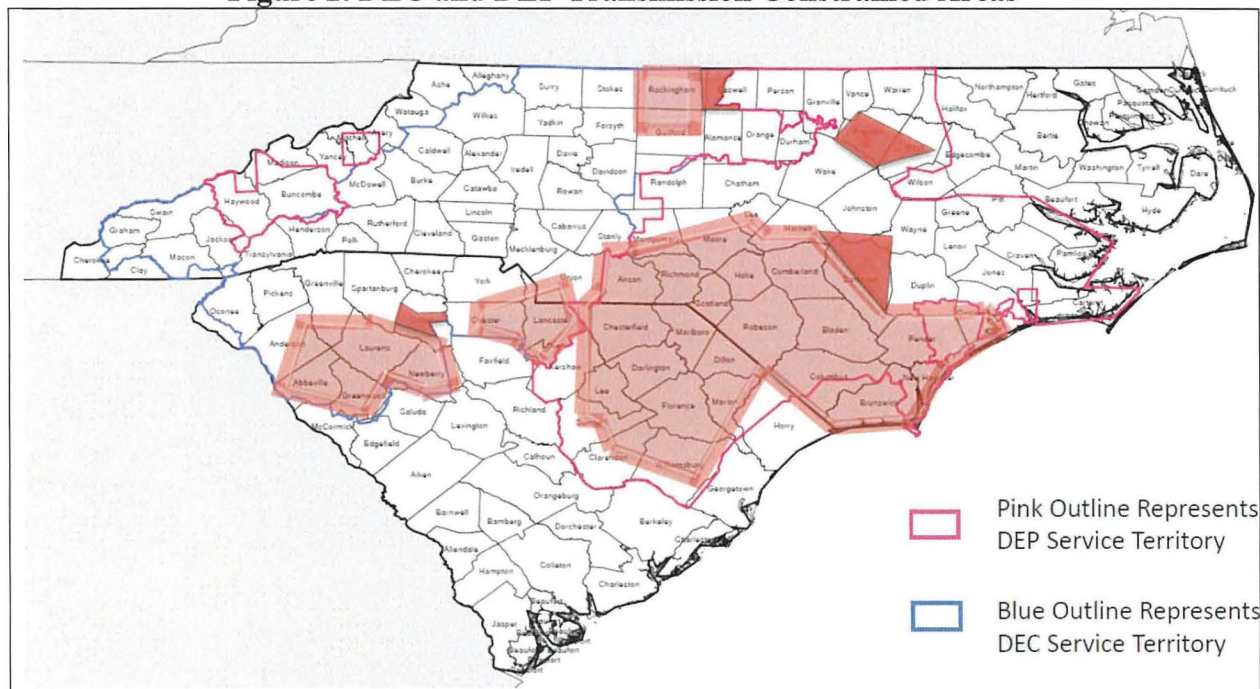 Ashe
Alleghany
Surry
Stokes
Rockingham
Person
Granville
Vance
Warren
Northampton
Gates
Halifax
Hertford
Watauga
Wilkes
Yadkin
Forsyth
Guilford
Alamance
Orange
Durham
Bertie
Avery
Mitchell
Yancey
Madison
Caldwell
Alexander
Iredell
Davie
Davidson
Randolph
Chatham
Wake
Edgecombe
Martin
Washington
Tyrrell
Dare
Wilson
Buncombe
McDowell
Burke
Catawba
Rowan
Haywood
Swain
Graham
Jackson
Henderson
Rutherford
Cleveland
Lincoln
Gaston
Cabarrus
Stanly
Montgomery
Moore
Lee
Harnett
Johnston
Wayne
Greene
Pitt
Beaufort
Hyde
Lenoir
Craven
Pamlico
Cherokee
Clay
Macon
Transylvania
Polk
Mecklenburg
Union
Anson
Richmond
Hoke
Cumberland
Duplin
Jones
Carteret
Oconee
Pickens
Greenville
Spartanburg
Cherokee
York
Scotland
Chester
Lancaster
Chesterfield
Marlboro
Robeson
Bladen
Pender
Anderson
Laurens
Fairfield
Kershaw
Darlington
Dillon
Columbus
New Hanover
Brunswick
Abbeville
Greenwood
Newberry
Lee
Florence
Marion
Horry
McCormick
Saluda
Richland
Edgefield
Lexington
Calhoun
Clarendon
Williamsburg
Georgetown
Aiken
Orangeburg
Barnwell
Bamberg
Dorchester
Berkeley
Allendale
Colleton
Charleston
Hampton
Charleston
Jasper
Beaufort
Pink Outline Represents
DEP Service Territory
Blue Outline Represents
DEC Service Territory